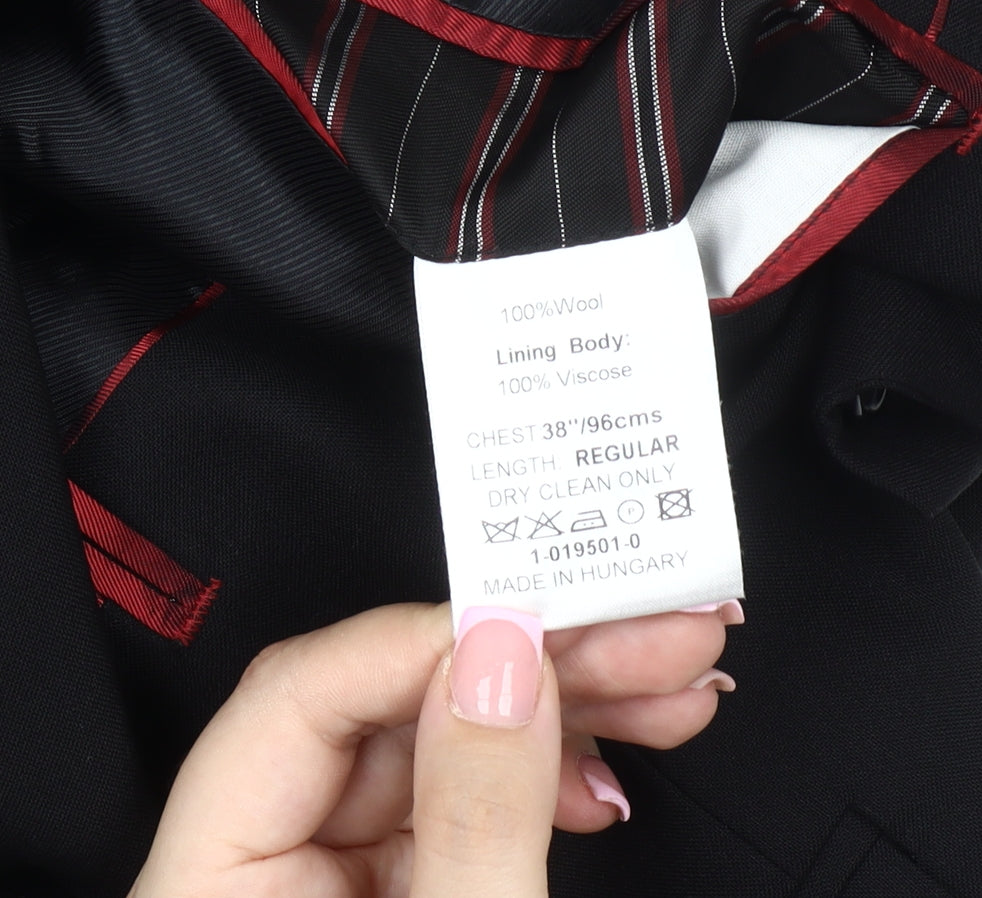 100%Wool
Lining Body:
100% Viscose
CHEST 38"/96cms
LENGTH: REGULAR
DRY CLEAN ONLY
P
1-019501-0
MADE IN HUNGARY